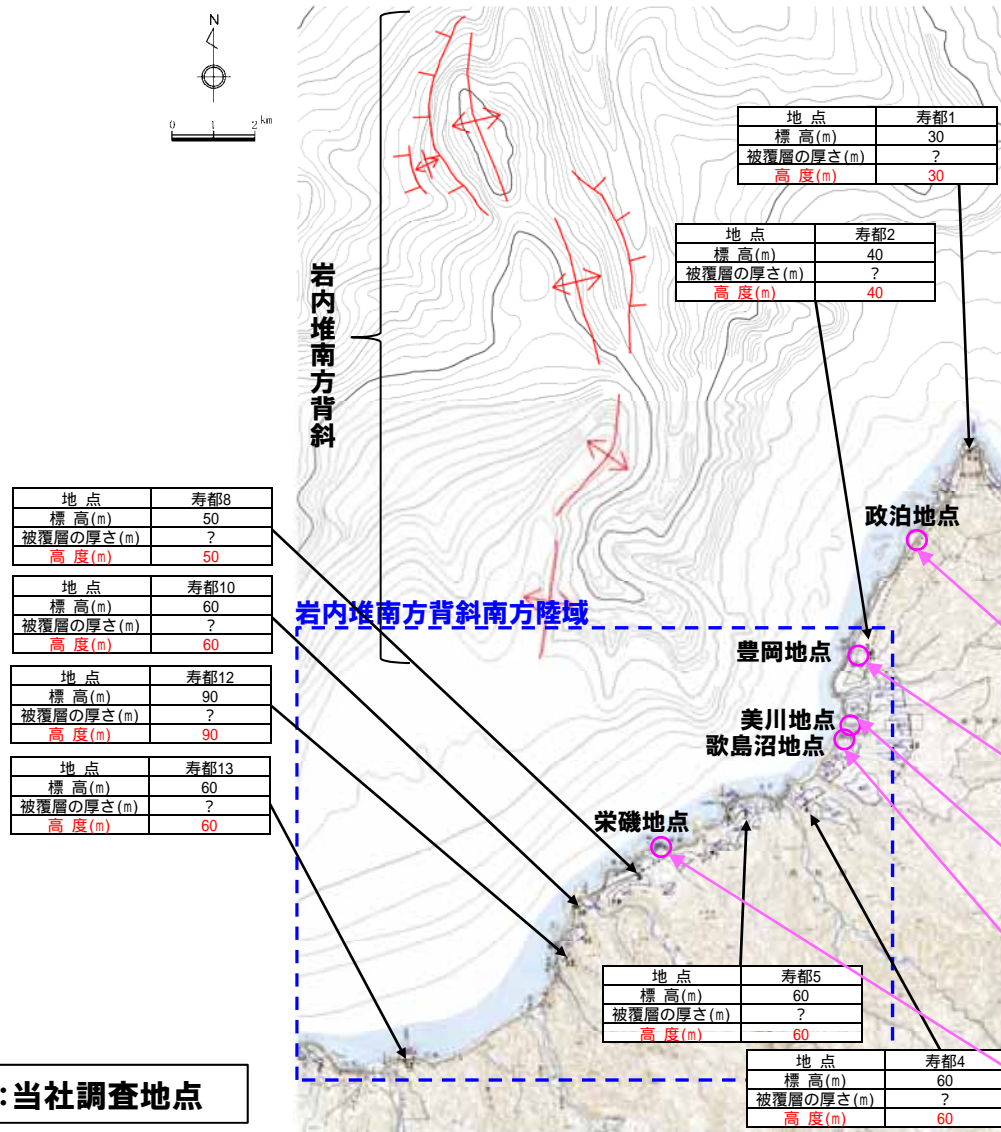 N
0 1 2 km
地 点 寿都1
標 高(m) 30
被覆層の厚さ(m) ?
高 度(m) 30
地 点 寿都2
標 高(m) 40
被覆層の厚さ(m) ?
高 度(m) 40
岩内堆南方背斜
地 点 寿都8
標 高(m) 50
被覆層の厚さ(m) ?
高 度(m) 50
政泊地点
地 点 寿都10
標 高(m) 60
被覆層の厚さ(m) ?
高 度(m) 60
岩内堆南方背斜南方陸域
豊岡地点
地 点 寿都12
標 高(m) 90
被覆層の厚さ(m) ?
高 度(m) 90
美川地点
歌島沼地点
地 点 寿都13
標 高(m) 60
被覆層の厚さ(m) ?
高 度(m) 60
栄磯地点
地 点 寿都5
標 高(m) 60
被覆層の厚さ(m) ?
高 度(m) 60
地 点 寿都4
標 高(m) 60
被覆層の厚さ(m) ?
高 度(m) 60
:当社調査地点